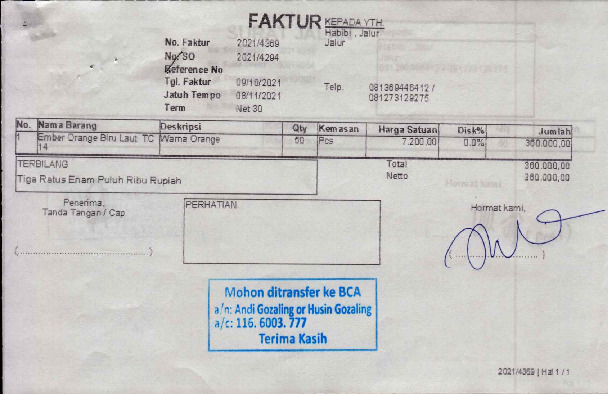 FAKTUR
KEPADA YTH.
Habibi , Jalur
Jalur
No. Faktur 2021/4369
No. SO 2021/4294
Reference No
Tgl. Faktur 09/10/2021
Jatuh Tempo 08/11/2021
Term Net 30
Telp. 081369446412 /
081273129275
No. Nama Barang Deskripsi Qty Kemasan Harga Satuan Disk% Jumlah
1 Ember Orange Biru Laut TC Warna Orange 50 Pcs 7.200,00 0.0% 360.000,00
14
TERBILANG
Tiga Ratus Enam Puluh Ribu Rupiah
Total 360.000,00
Netto 360.000,00
Penerima,
Tanda Tangan / Cap
PERHATIAN
Hormat kami,
(..............................)
(..............................)
Mohon ditransfer ke BCA
a/n: Andi Gozaling or Husin Gozaling
a/c: 116. 6003. 777
Terima Kasih
2021/4369 | Hal 1 / 1